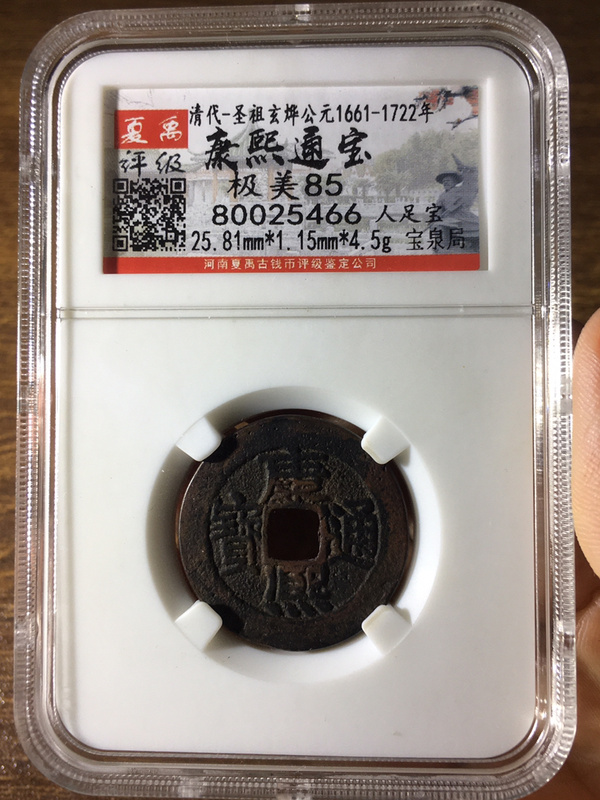 清代-圣祖玄烨公元1661-1722年
夏禹
评级
康熙通宝
极美85
80025466 人足宝
25.81mm*1.15mm*4.5g 宝泉局
河南夏禹古钱币评级鉴定公司
康熙通寶